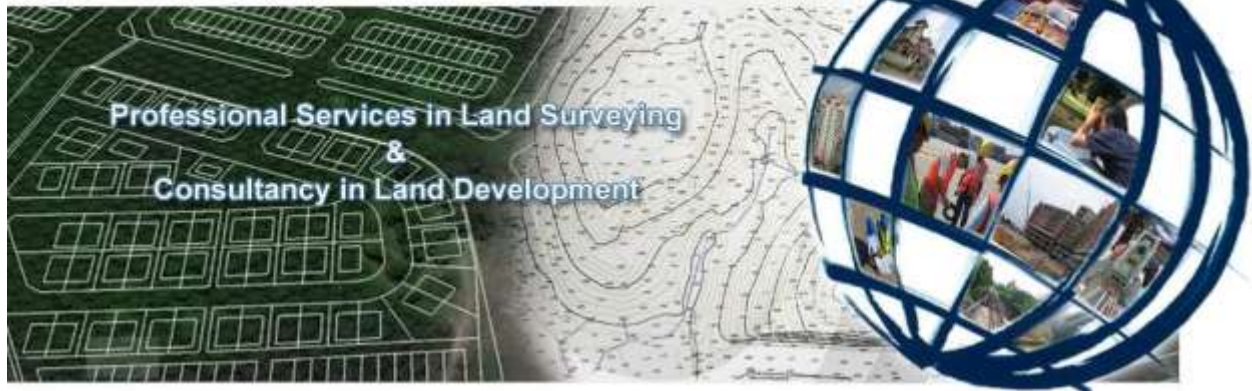 Professional Services in Land Surveying
&
Consultancy in Land Development